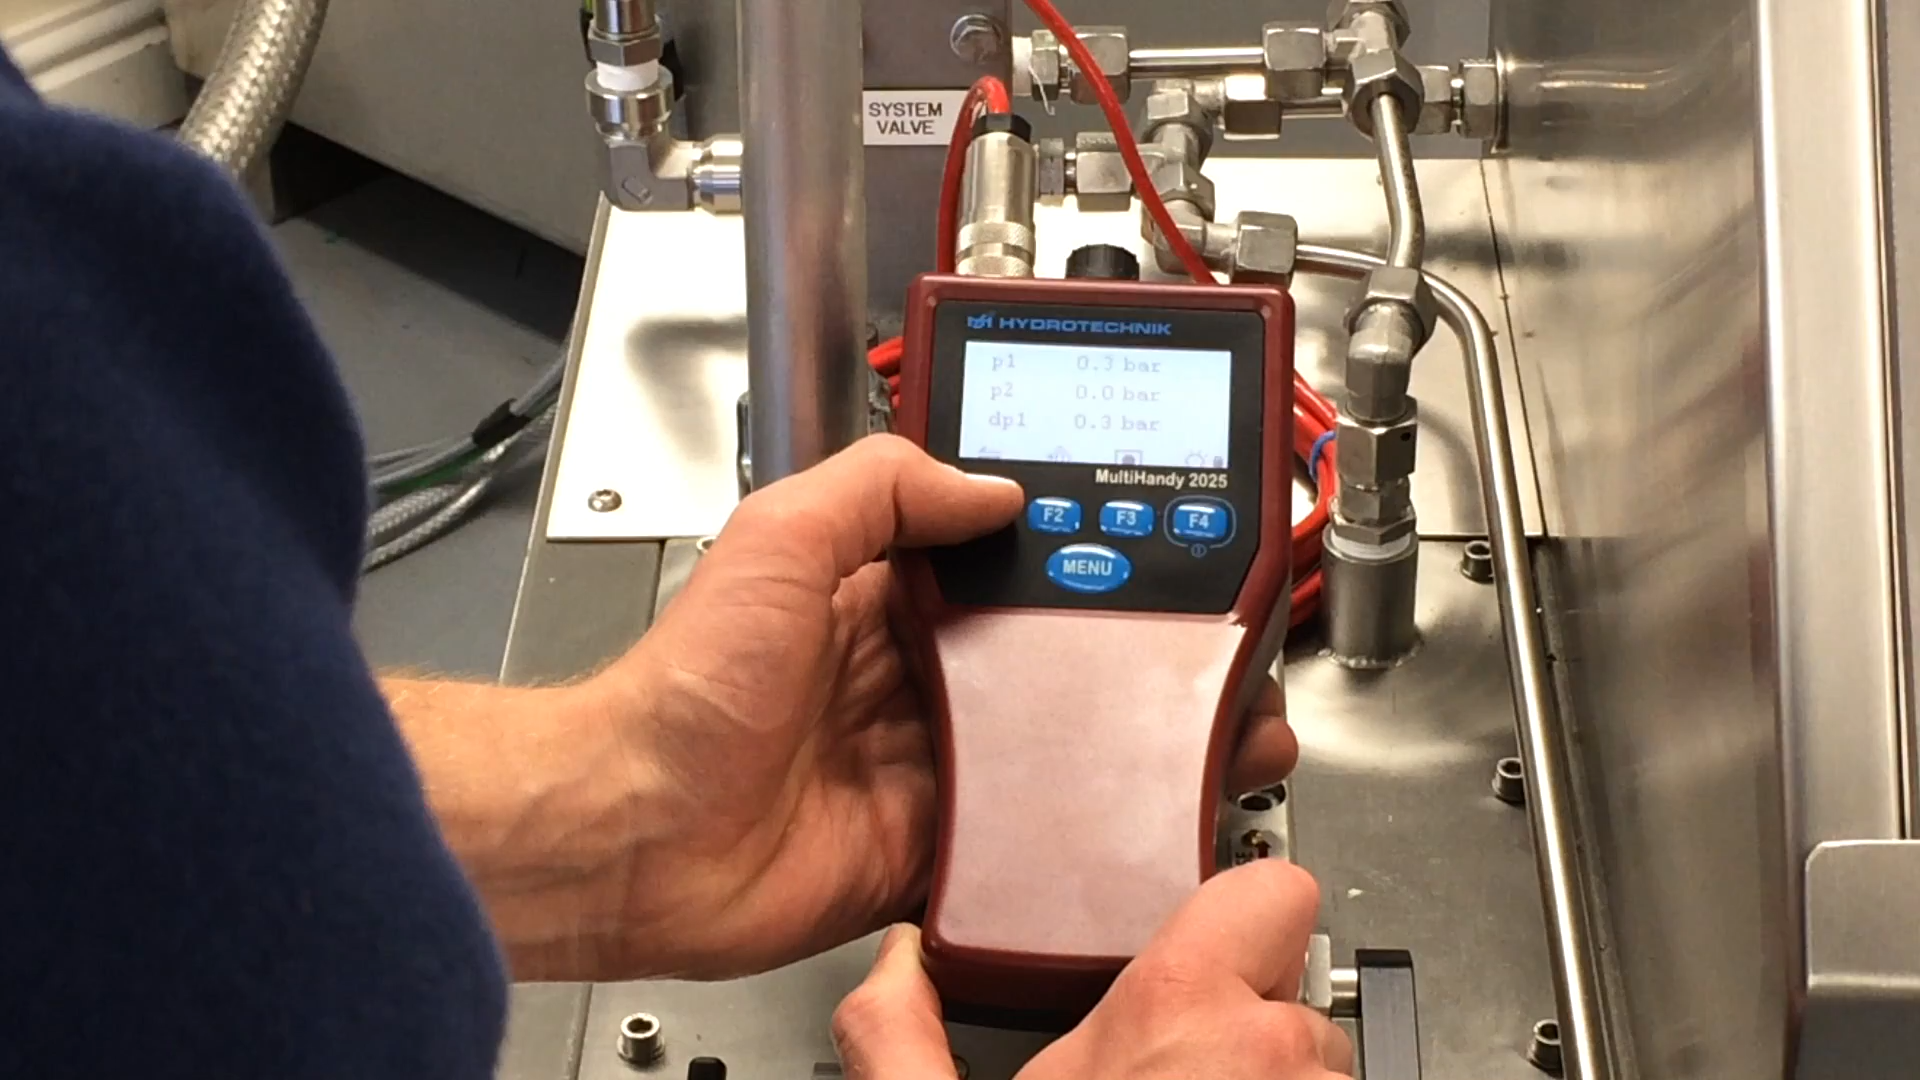 SYSTEM
VALVE
HYDROTECHNIK
p1 0.3 bar
p2 0.0 bar
dp1 0.3 bar
MultiHandy 2025
F2 F3 F4
MENU